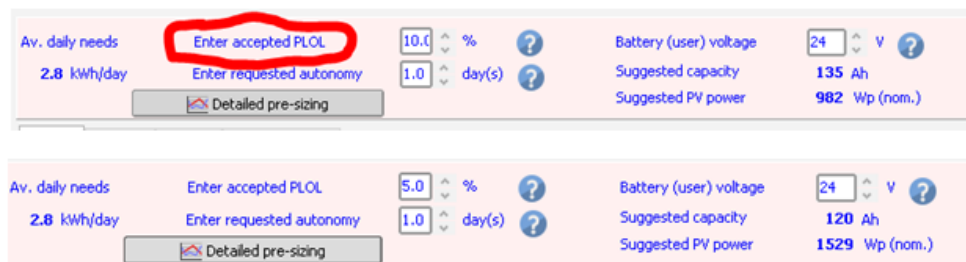 Av. daily needs Enter accepted PLOL 10.0 % ? Battery (user) voltage 24 V ?
2.8 kWh/day Enter requested autonomy 1.0 day(s) ? Suggested capacity 135 Ah
Detailed pre-sizing Suggested PV power 982 Wp (nom.)
Av. daily needs Enter accepted PLOL 5.0 % ? Battery (user) voltage 24 V ?
2.8 kWh/day Enter requested autonomy 1.0 day(s) ? Suggested capacity 120 Ah
Detailed pre-sizing Suggested PV power 1529 Wp (nom.)